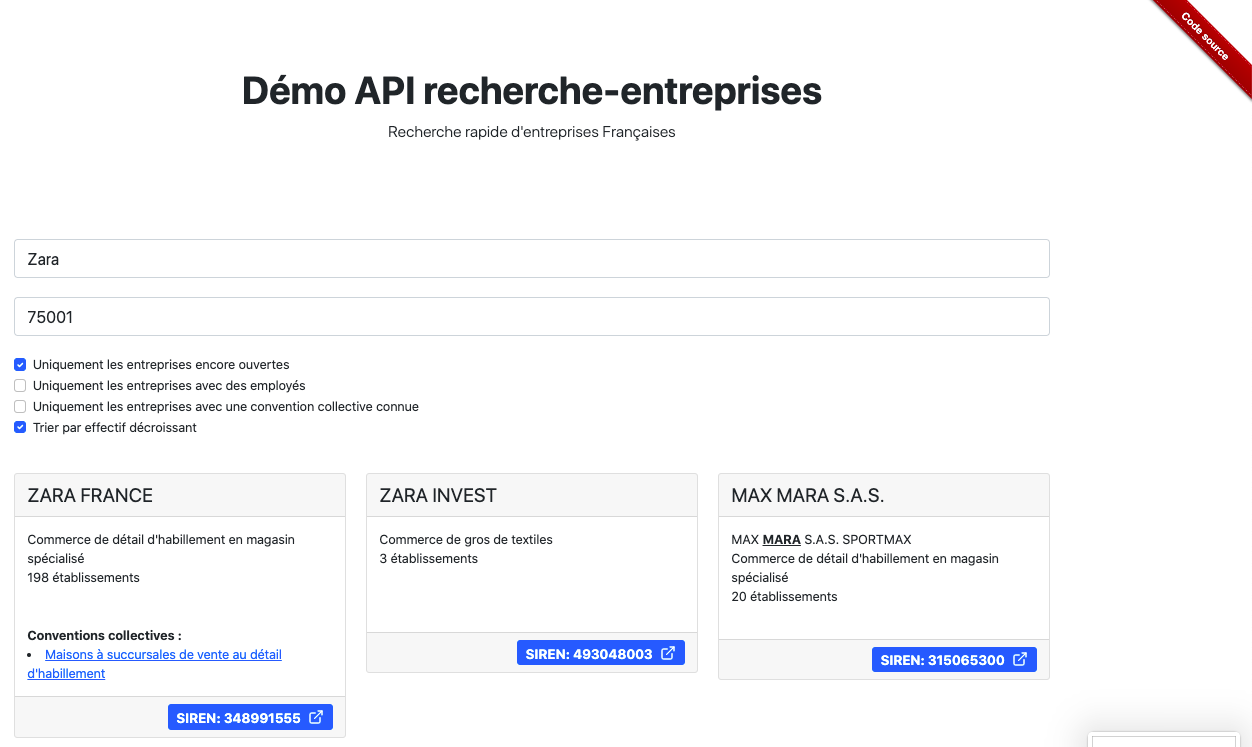 Code source
Démo API recherche-entreprises
Recherche rapide d'entreprises Françaises
Zara
75001
Uniquement les entreprises encore ouvertes
Uniquement les entreprises avec des employés
Uniquement les entreprises avec une convention collective connue
Trier par effectif décroissant
ZARA FRANCE
Commerce de détail d'habillement en magasin
spécialisé
198 établissements
Conventions collectives :
• Maisons à succursales de vente au détail
d'habillement
SIREN: 348991555
ZARA INVEST
Commerce de gros de textiles
3 établissements
SIREN: 493048003
MAX MARA S.A.S.
MAX MARA S.A.S. SPORTMAX
Commerce de détail d'habillement en magasin
spécialisé
20 établissements
SIREN: 315065300